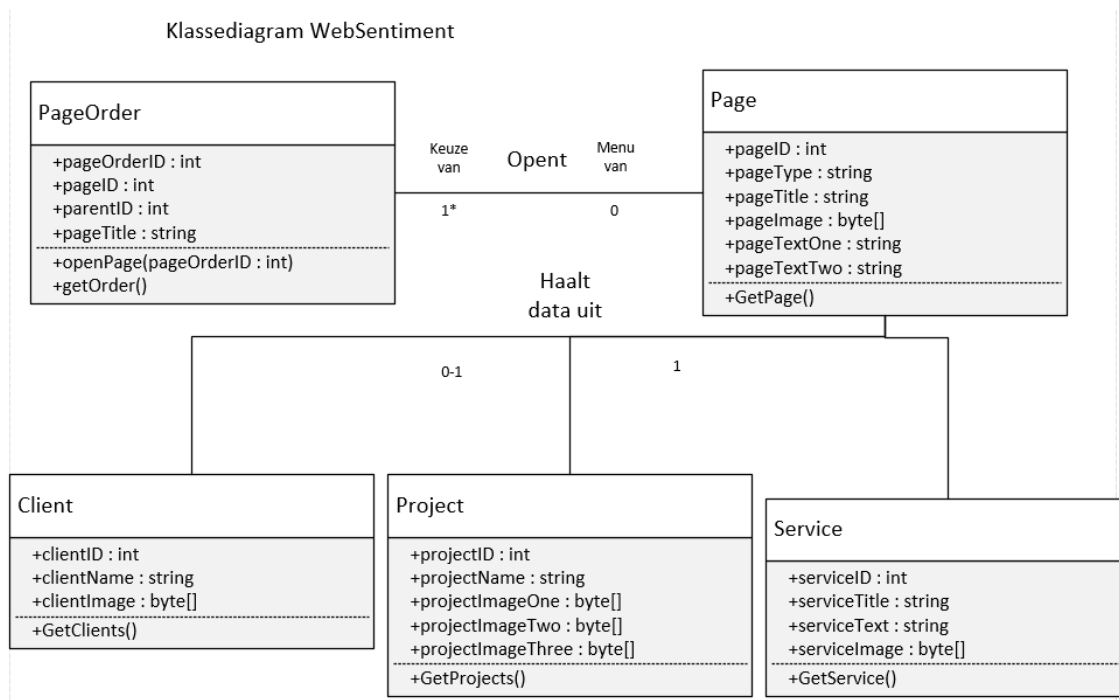 Klassediagram WebSentiment
PageOrder
+pageOrderID : int
+pageID : int
+parentID : int
+pageTitle : string
+openPage(pageOrderID : int)
+getOrder()
Keuze
van
Opent
Menu
van
1*
0
Page
+pageID : int
+pageType : string
+pageTitle : string
+pageImage : byte[]
+pageTextOne : string
+pageTextTwo : string
+GetPage()
Haalt
data uit
0-1
1
Client
+clientID : int
+clientName : string
+clientImage : byte[]
+GetClients()
Project
+projectID : int
+projectName : string
+projectImageOne : byte[]
+projectImageTwo : byte[]
+projectImageThree : byte[]
+GetProjects()
Service
+serviceID : int
+serviceTitle : string
+serviceText : string
+serviceImage : byte[]
+GetService()